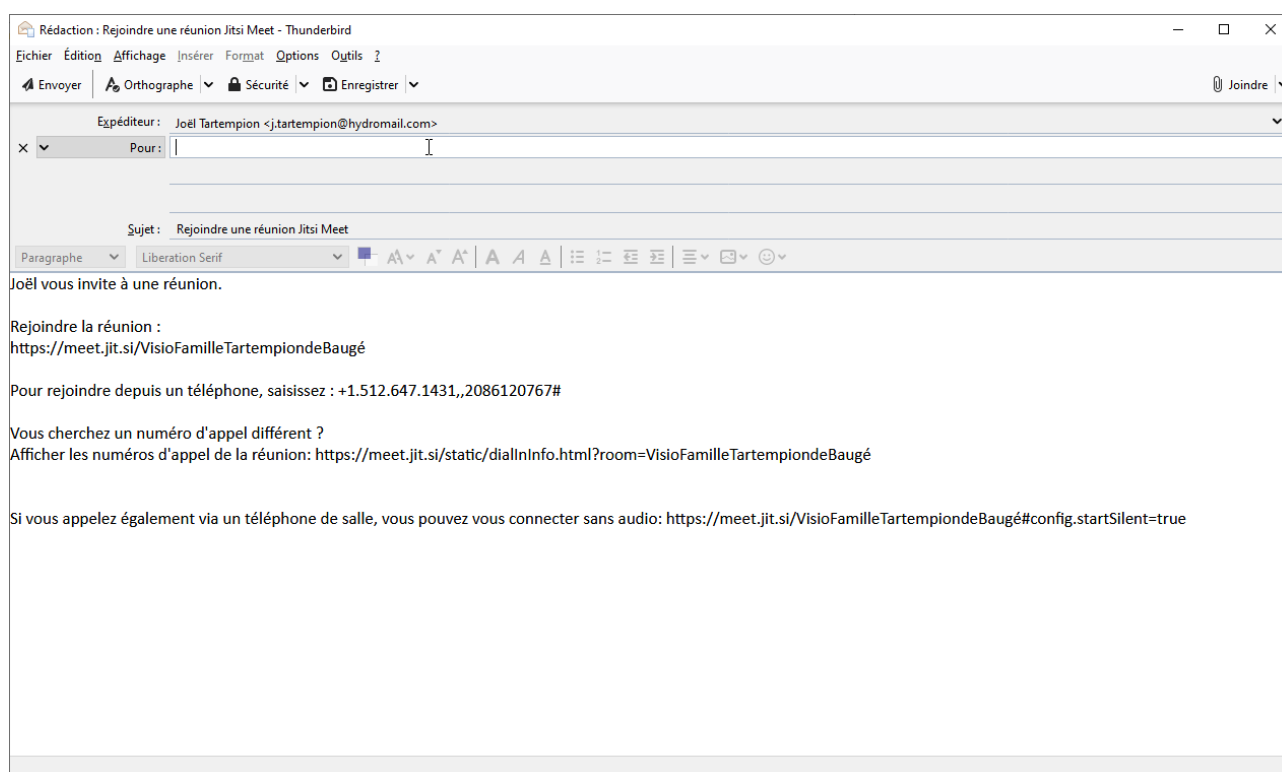 Rédaction : Rejoindre une réunion Jitsi Meet - Thunderbird
Fichier Édition Affichage Insérer Format Options Outils ?
Envoyer Orthographe Sécurité Enregistrer Joindre
Expéditeur : Joël Tartempion <j.tartempion@hydromail.com>
Pour :
Sujet : Rejoindre une réunion Jitsi Meet
Paragraphe Liberation Serif
Joël vous invite à une réunion.
Rejoindre la réunion :
https://meet.jit.si/VisioFamilleTartempiondeBaugé
Pour rejoindre depuis un téléphone, saisissez : +1.512.647.1431,,2086120767#
Vous cherchez un numéro d'appel différent ?
Afficher les numéros d'appel de la réunion: https://meet.jit.si/static/dialInInfo.html?room=VisioFamilleTartempiondeBaugé
Si vous appelez également via un téléphone de salle, vous pouvez vous connecter sans audio: https://meet.jit.si/VisioFamilleTartempiondeBaugé#config.startSilent=true